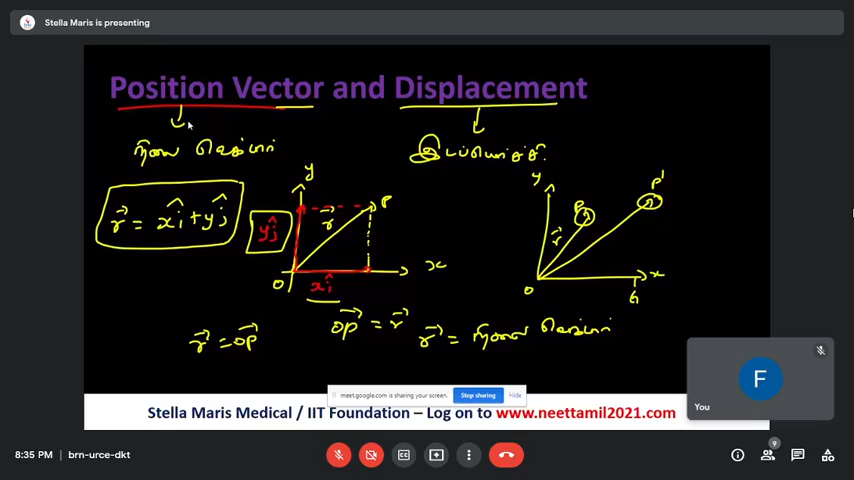 Stella Maris is presenting
Position Vector and Displacement
நிலை வெக்டர்
இடப்பெயர்ச்சி
r⃗ = xî + yĵ
y
P
r⃗
yĵ
O
xî
x
y
P
P'
r⃗
O
x
r⃗ = OP⃗
OP⃗ = r⃗
r⃗ = நிலை வெக்டர்
meet.google.com is sharing your screen.
Stop sharing
Hide
Stella Maris Medical / IIT Foundation – Log on to www.neettamil2021.com
F
You
8:35 PM | brn-urce-dkt
9